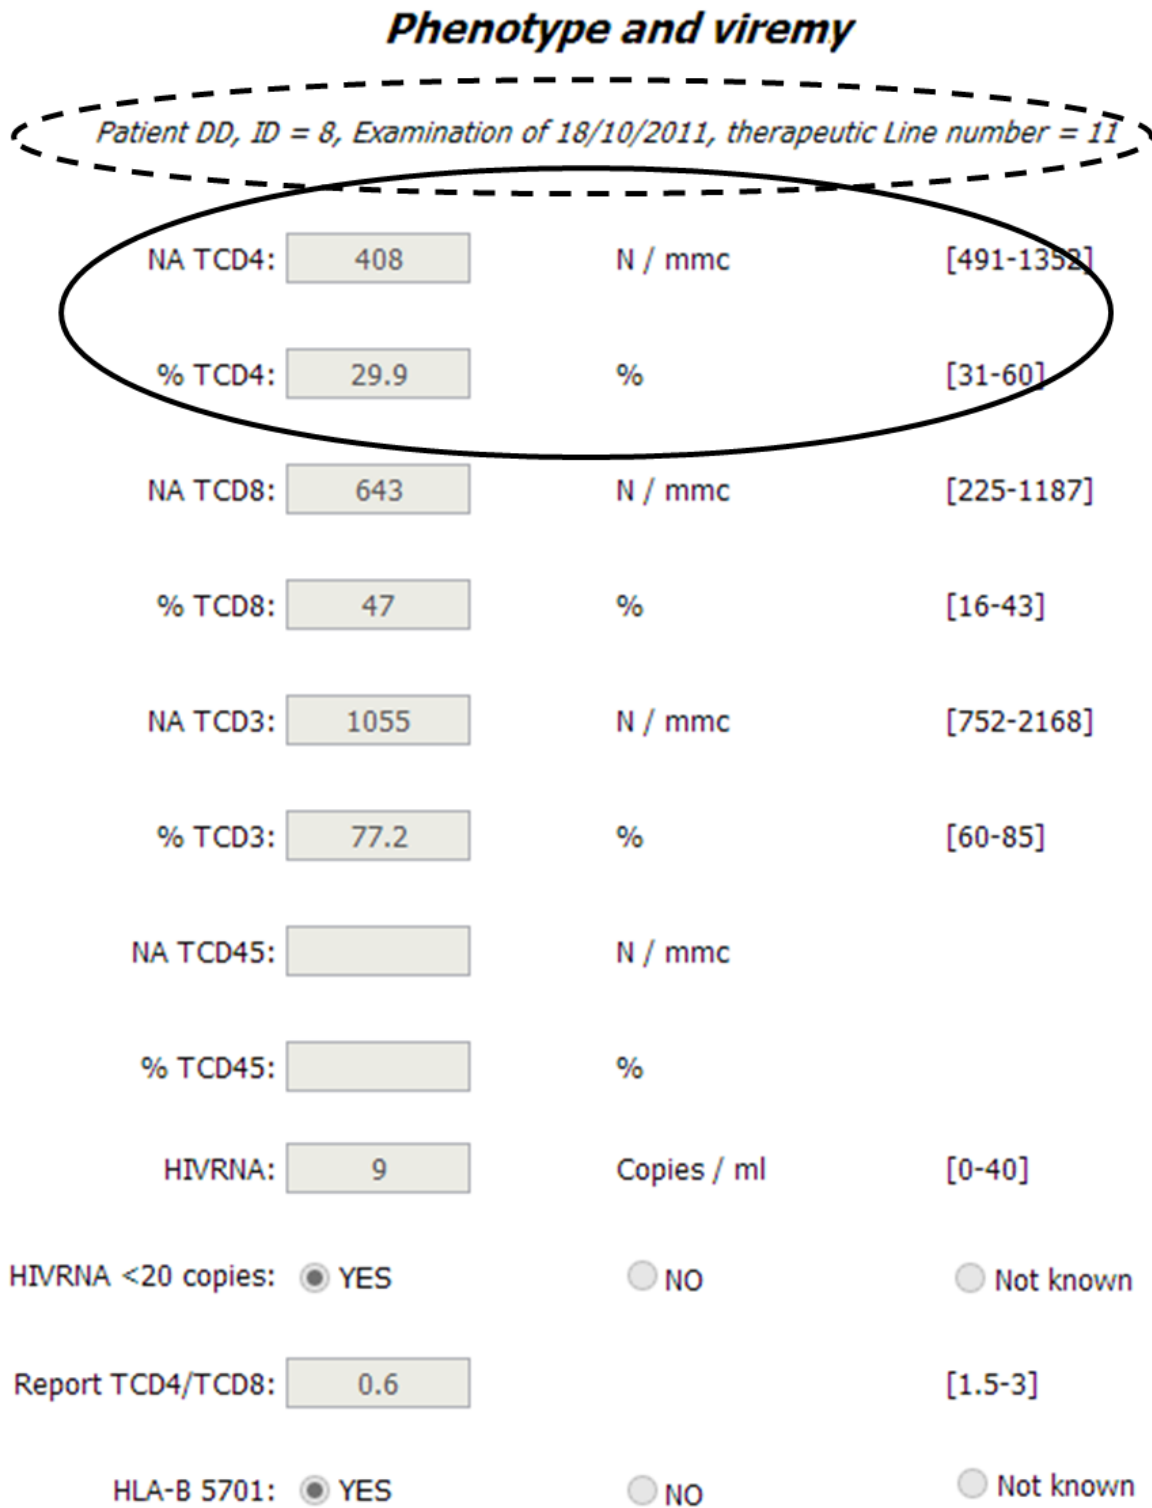 Phenotype and viremy
Patient DD, ID = 8, Examination of 18/10/2011, therapeutic Line number = 11
NA TCD4: 408 N / mmc [491-1352]
% TCD4: 29.9 % [31-60]
NA TCD8: 643 N / mmc [225-1187]
% TCD8: 47 % [16-43]
NA TCD3: 1055 N / mmc [752-2168]
% TCD3: 77.2 % [60-85]
NA TCD45: N / mmc
% TCD45: %
HIVRNA: 9 Copies / ml [0-40]
HIVRNA <20 copies: YES NO Not known
Report TCD4/TCD8: 0.6 [1.5-3]
HLA-B 5701: YES NO Not known